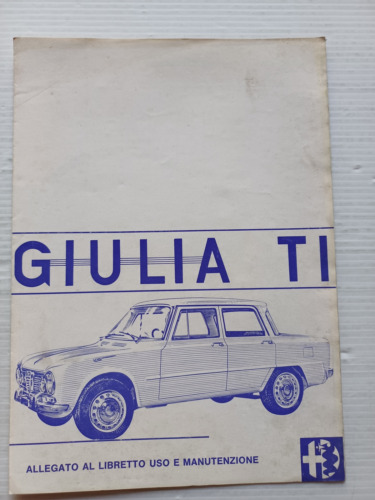 GIULIA TI
ALLEGATO AL LIBRETTO USO E MANUTENZIONE